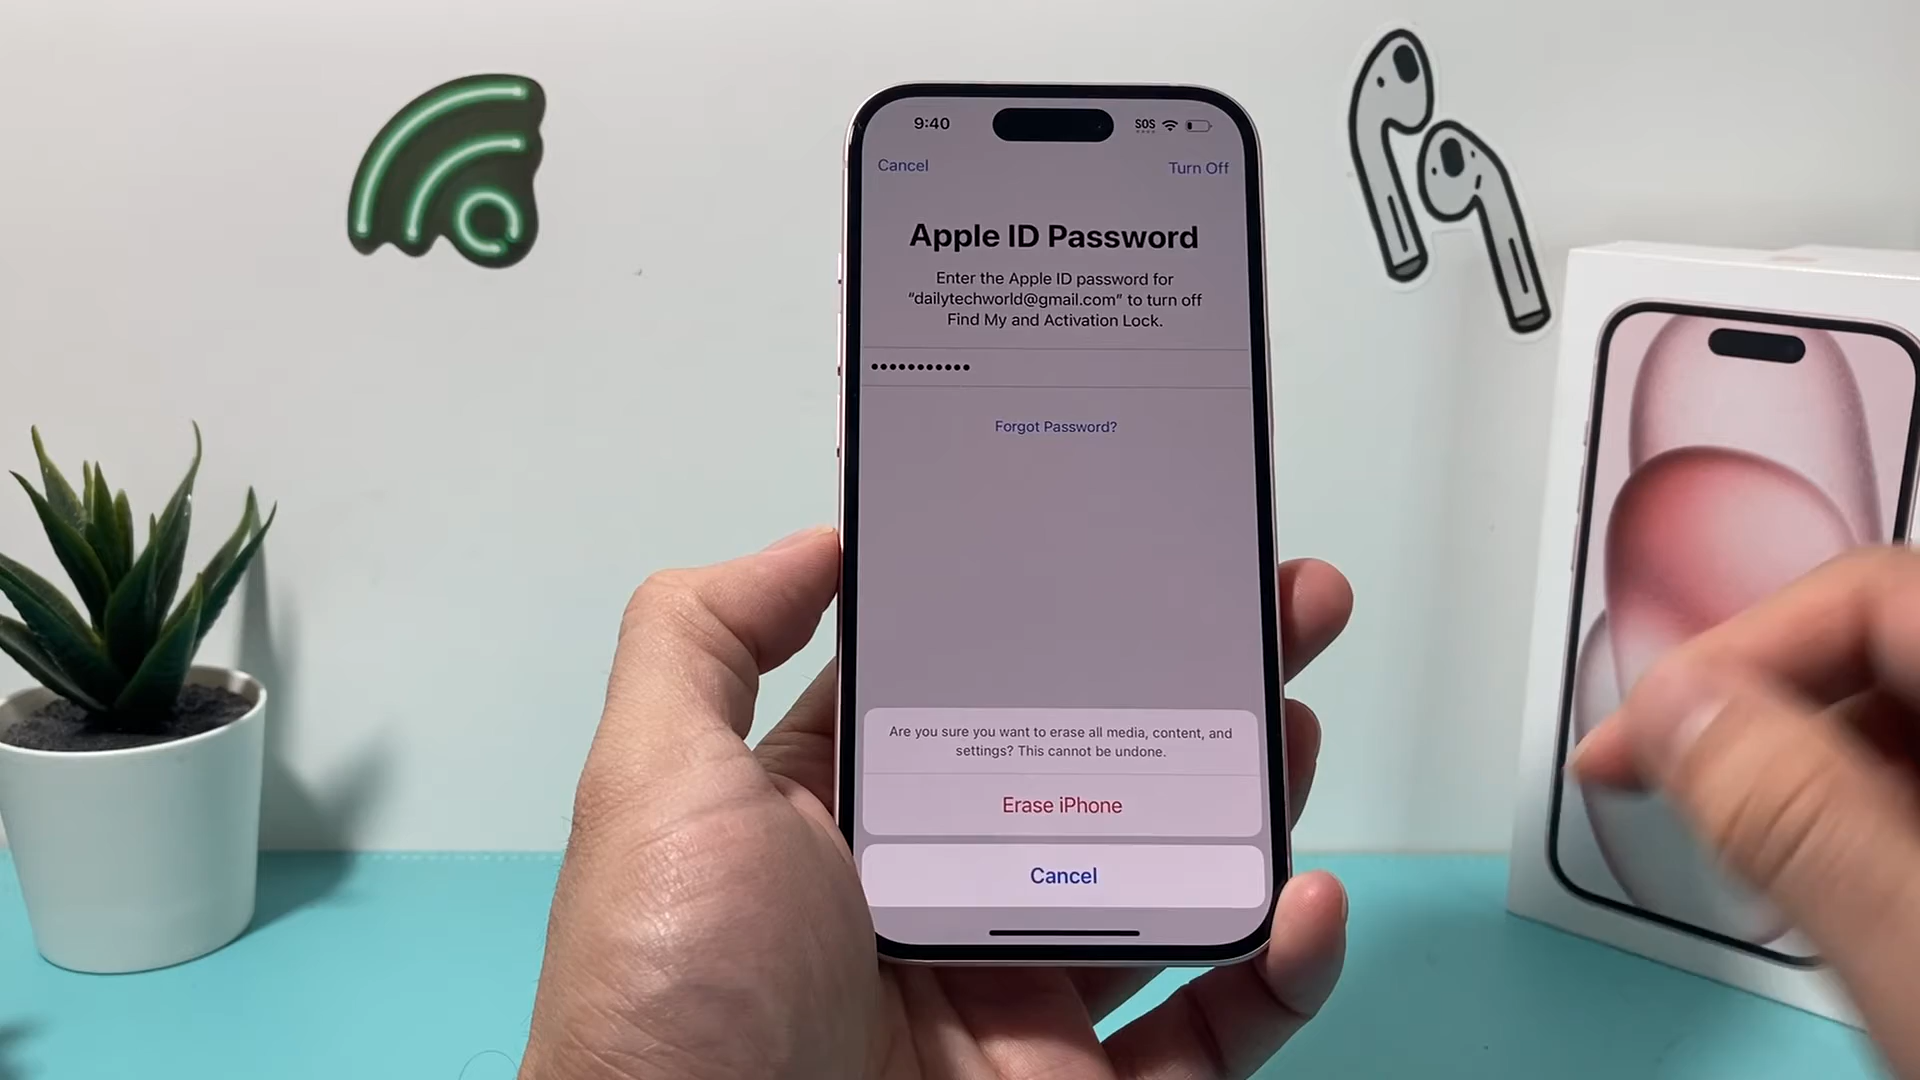 9:40
SOS
Cancel
Turn Off
Apple ID Password
Enter the Apple ID password for
“dailytechworld@gmail.com” to turn off
Find My and Activation Lock.
•••••••••••
Forgot Password?
Are you sure you want to erase all media, content, and
settings? This cannot be undone.
Erase iPhone
Cancel